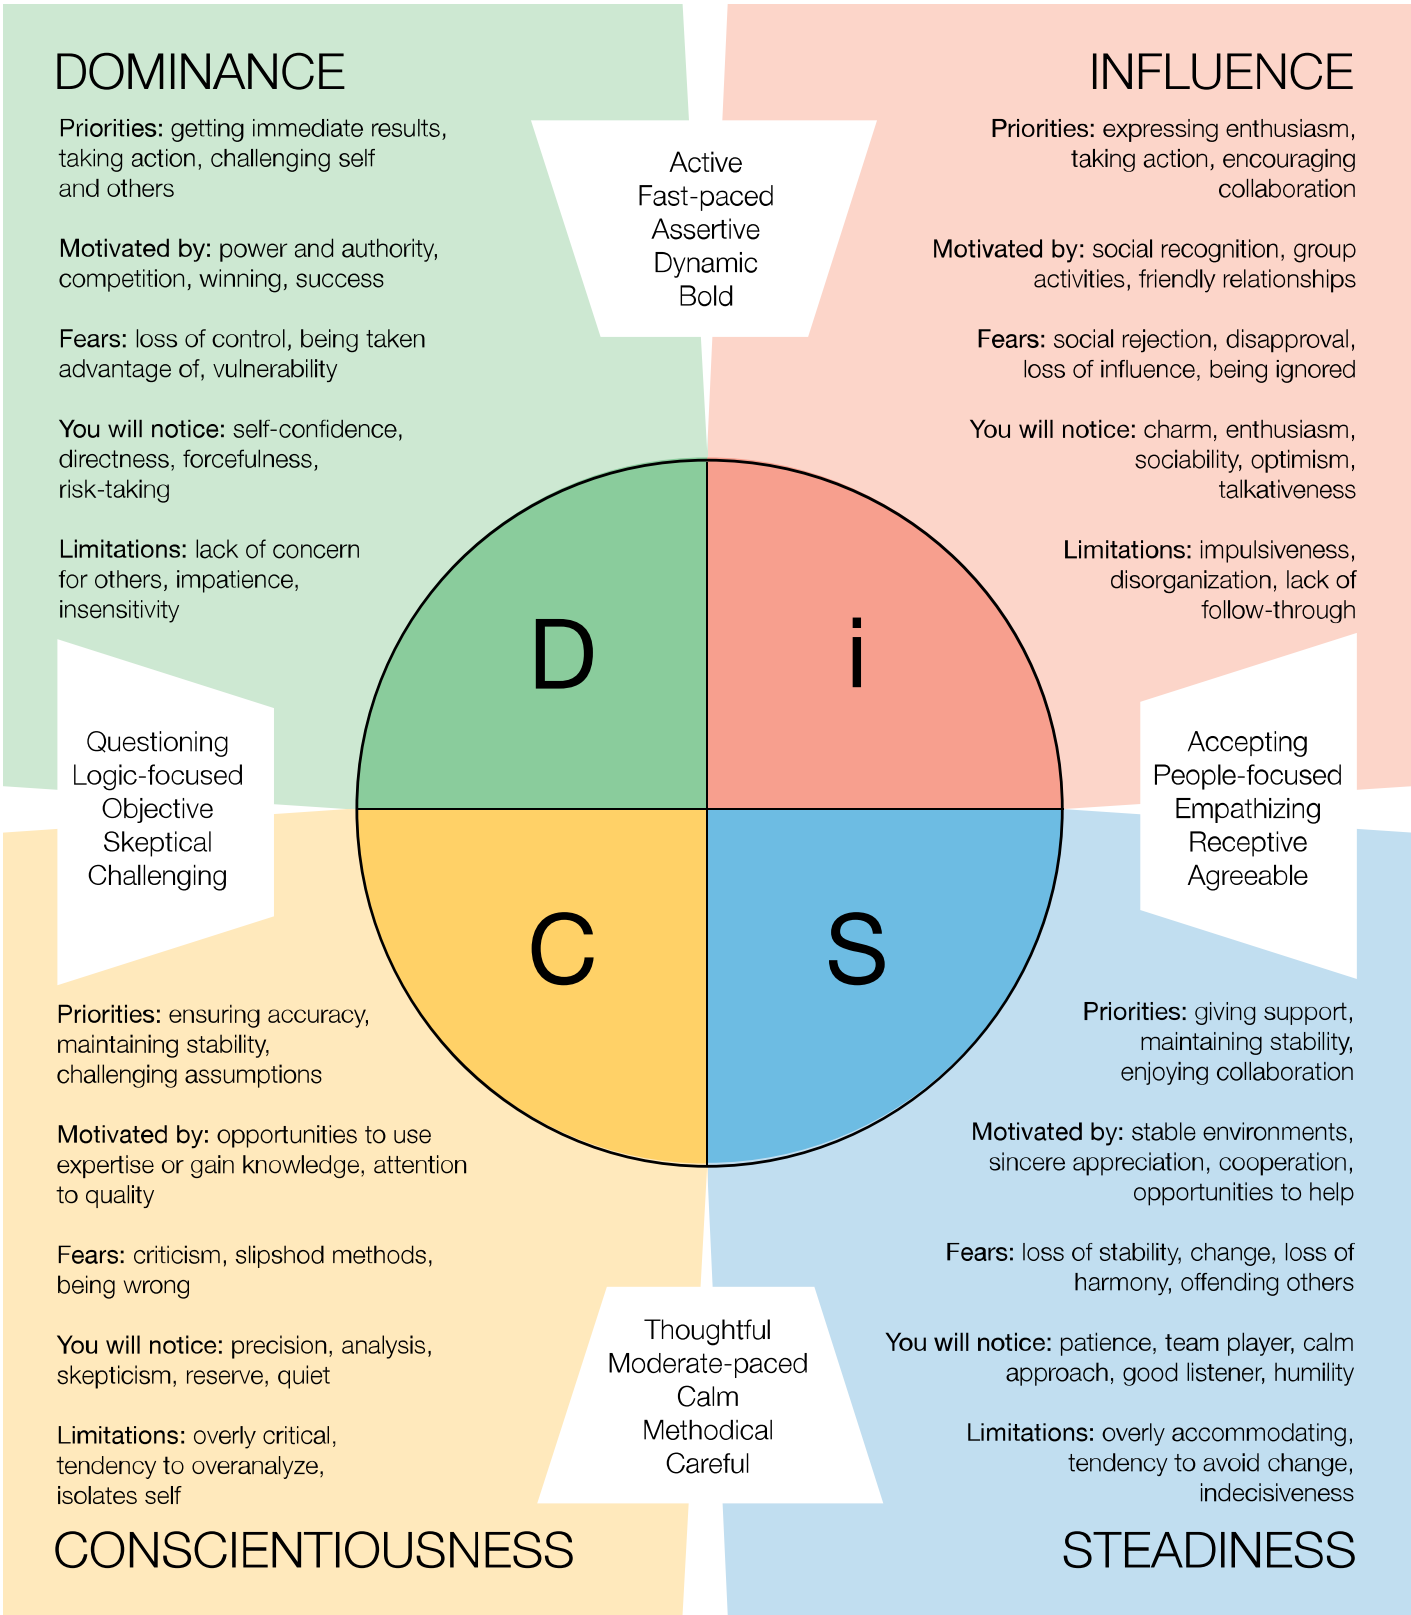 DOMINANCE
Priorities: getting immediate results,
taking action, challenging self
and others
Motivated by: power and authority,
competition, winning, success
Fears: loss of control, being taken
advantage of, vulnerability
You will notice: self-confidence,
directness, forcefulness,
risk-taking
Limitations: lack of concern
for others, impatience,
insensitivity
Active
Fast-paced
Assertive
Dynamic
Bold
INFLUENCE
Priorities: expressing enthusiasm,
taking action, encouraging
collaboration
Motivated by: social recognition, group
activities, friendly relationships
Fears: social rejection, disapproval,
loss of influence, being ignored
You will notice: charm, enthusiasm,
sociability, optimism,
talkativeness
Limitations: impulsiveness,
disorganization, lack of
follow-through
D
i
Questioning
Logic-focused
Objective
Skeptical
Challenging
Accepting
People-focused
Empathizing
Receptive
Agreeable
C
S
Priorities: ensuring accuracy,
maintaining stability,
challenging assumptions
Motivated by: opportunities to use
expertise or gain knowledge, attention
to quality
Fears: criticism, slipshod methods,
being wrong
You will notice: precision, analysis,
skepticism, reserve, quiet
Limitations: overly critical,
tendency to overanalyze,
isolates self
CONSCIENTIOUSNESS
Thoughtful
Moderate-paced
Calm
Methodical
Careful
Priorities: giving support,
maintaining stability,
enjoying collaboration
Motivated by: stable environments,
sincere appreciation, cooperation,
opportunities to help
Fears: loss of stability, change, loss of
harmony, offending others
You will notice: patience, team player, calm
approach, good listener, humility
Limitations: overly accommodating,
tendency to avoid change,
indecisiveness
STEADINESS